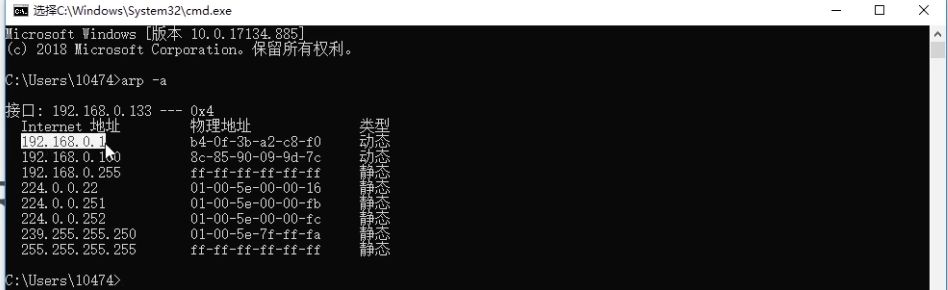 选择C:\Windows\System32\cmd.exe
Microsoft Windows [版本 10.0.17134.885]
(c) 2018 Microsoft Corporation。保留所有权利。
C:\Users\10474>arp -a
接口: 192.168.0.133 --- 0x4
Internet 地址 物理地址 类型
192.168.0.1 b4-0f-3b-a2-c8-f0 动态
192.168.0.100 8c-85-90-09-9d-7c 动态
192.168.0.255 ff-ff-ff-ff-ff-ff 静态
224.0.0.22 01-00-5e-00-00-16 静态
224.0.0.251 01-00-5e-00-00-fb 静态
224.0.0.252 01-00-5e-00-00-fc 静态
239.255.255.250 01-00-5e-7f-ff-fa 静态
255.255.255.255 ff-ff-ff-ff-ff-ff 静态
C:\Users\10474>